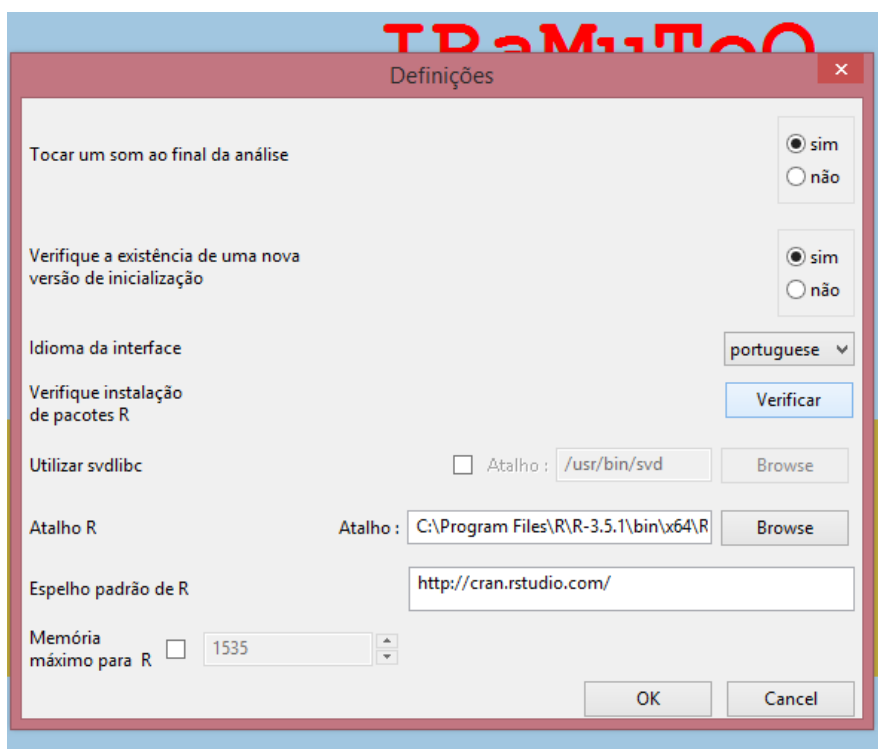 IRaMuTeQ
Definições
Tocar um som ao final da análise
sim
não
Verifique a existência de uma nova
versão de inicialização
sim
não
Idioma da interface
portuguese
Verifique instalação
de pacotes R
Verificar
Utilizar svdlibc
Atalho :
/usr/bin/svd
Browse
Atalho R
Atalho :
C:\Program Files\R\R-3.5.1\bin\x64\R
Browse
Espelho padrão de R
http://cran.rstudio.com/
Memória
máximo para R
1535
OK
Cancel